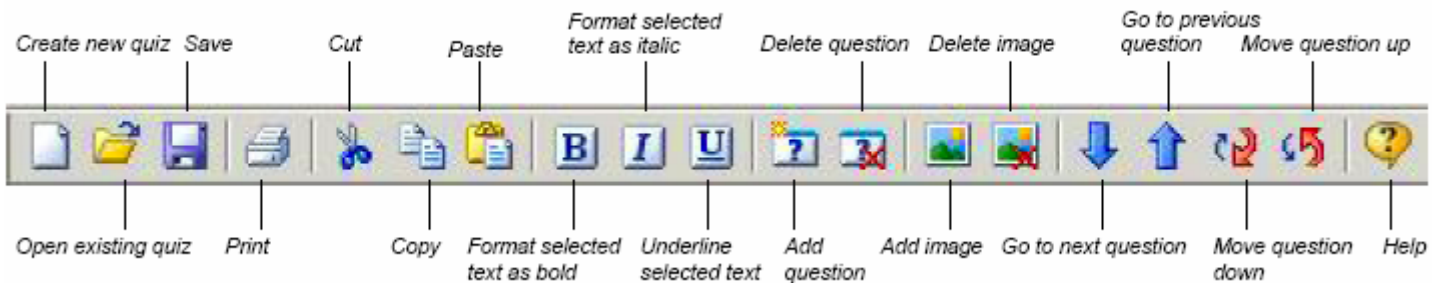 Create new quiz
Save
Cut
Paste
Format selected
text as italic
Delete question
Delete image
Go to previous
question
Move question up
B
I
U
?
?
?
Open existing quiz
Print
Copy
Format selected
text as bold
Underline
selected text
Add
question
Add image
Go to next question
Move question
down
Help